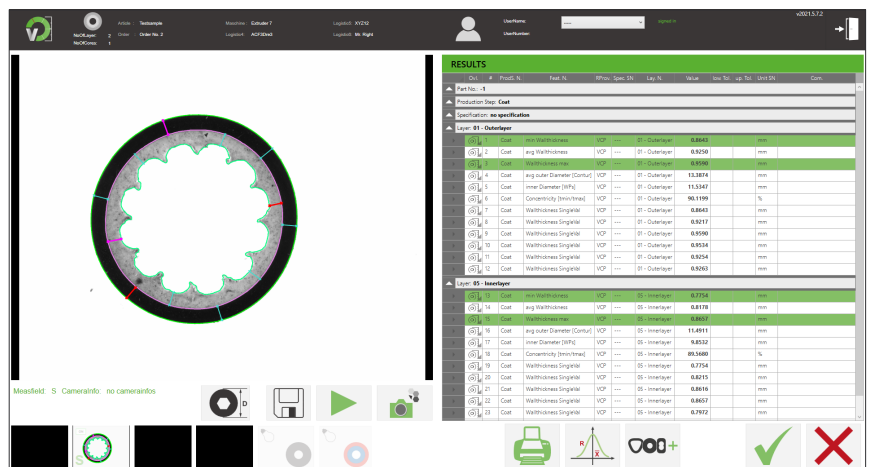 v2021.5.7.2
Article : Testsample
Maschine: Extruder 7
Logistic5: XYZ12
UserName:
----
signed in
NoOfLayer: 2
Order : Order No. 2
Logistic4: ACF3Dim3
Logistic6: Mr. Right
UserNumber:
NoOfCores: 1
RESULTS
Ovl. # ProdS. N. Feat. N. RProv. Spec. SN Lay. N. Value low. Tol. up. Tol. Unit SN Com
Part No.: -1
Production Step: Coat
Specification: no specification
Layer: 01 - Outerlayer
1 Coat min Wallthickness VCP --- 01 - Outerlayer 0.8643 mm
2 Coat avg Wallthickness VCP --- 01 - Outerlayer 0.9250 mm
3 Coat Wallthickness max VCP --- 01 - Outerlayer 0.9590 mm
4 Coat avg outer Diameter [Contur] VCP --- 01 - Outerlayer 13.3874 mm
5 Coat inner Diameter [WPs] VCP --- 01 - Outerlayer 11.5347 mm
6 Coat Concentricity [tmin/tmax] VCP --- 01 - Outerlayer 90.1199 %
7 Coat Wallthickness SingleVal VCP --- 01 - Outerlayer 0.8643 mm
8 Coat Wallthickness SingleVal VCP --- 01 - Outerlayer 0.9217 mm
9 Coat Wallthickness SingleVal VCP --- 01 - Outerlayer 0.9590 mm
10 Coat Wallthickness SingleVal VCP --- 01 - Outerlayer 0.9534 mm
11 Coat Wallthickness SingleVal VCP --- 01 - Outerlayer 0.9254 mm
12 Coat Wallthickness SingleVal VCP --- 01 - Outerlayer 0.9263 mm
Layer: 05 - Innerlayer
13 Coat min Wallthickness VCP --- 05 - Innerlayer 0.7754 mm
14 Coat avg Wallthickness VCP --- 05 - Innerlayer 0.8178 mm
15 Coat Wallthickness max VCP --- 05 - Innerlayer 0.8657 mm
16 Coat avg outer Diameter [Contur] VCP --- 05 - Innerlayer 11.4911 mm
17 Coat inner Diameter [WPs] VCP --- 05 - Innerlayer 9.8532 mm
18 Coat Concentricity [tmin/tmax] VCP --- 05 - Innerlayer 89.5680 %
19 Coat Wallthickness SingleVal VCP --- 05 - Innerlayer 0.7754 mm
20 Coat Wallthickness SingleVal VCP --- 05 - Innerlayer 0.8215 mm
21 Coat Wallthickness SingleVal VCP --- 05 - Innerlayer 0.8616 mm
22 Coat Wallthickness SingleVal VCP --- 05 - Innerlayer 0.8657 mm
23 Coat Wallthickness SingleVal VCP --- 05 - Innerlayer 0.7972 mm
Measfield: S CameraInfo: no camerainfos
D
S
R
x̄